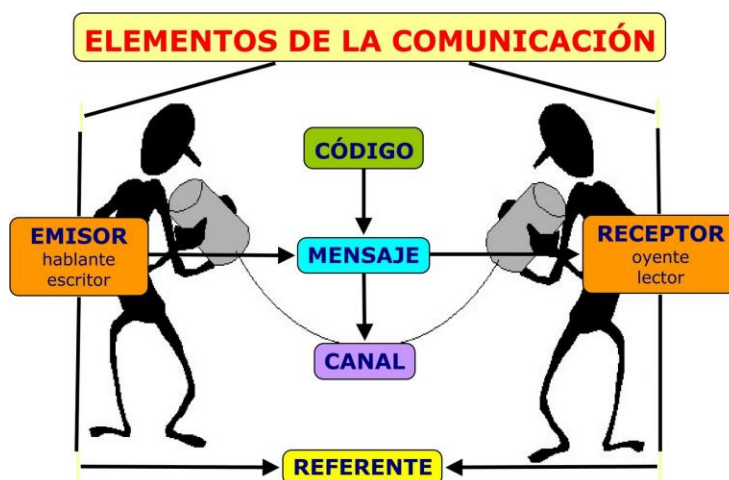 ELEMENTOS DE LA COMUNICACIÓN
CÓDIGO
EMISOR
hablante
escritor
MENSAJE
RECEPTOR
oyente
lector
CANAL
REFERENTE